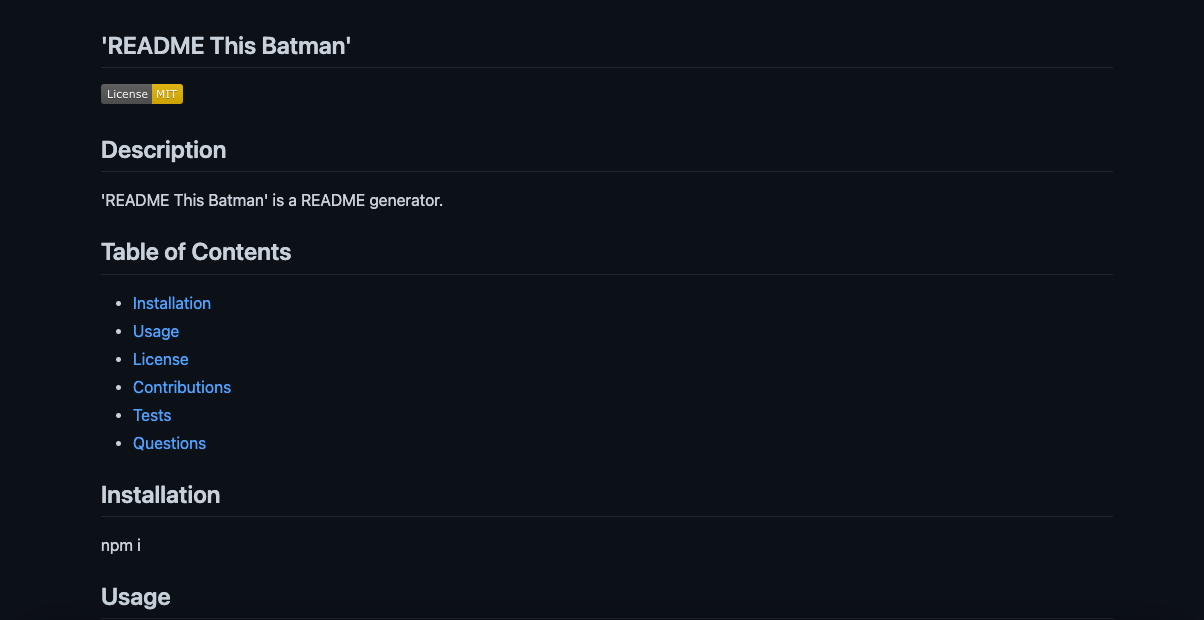 'README This Batman'
License MIT
Description
'README This Batman' is a README generator.
Table of Contents
Installation
Usage
License
Contributions
Tests
Questions
Installation
npm i
Usage